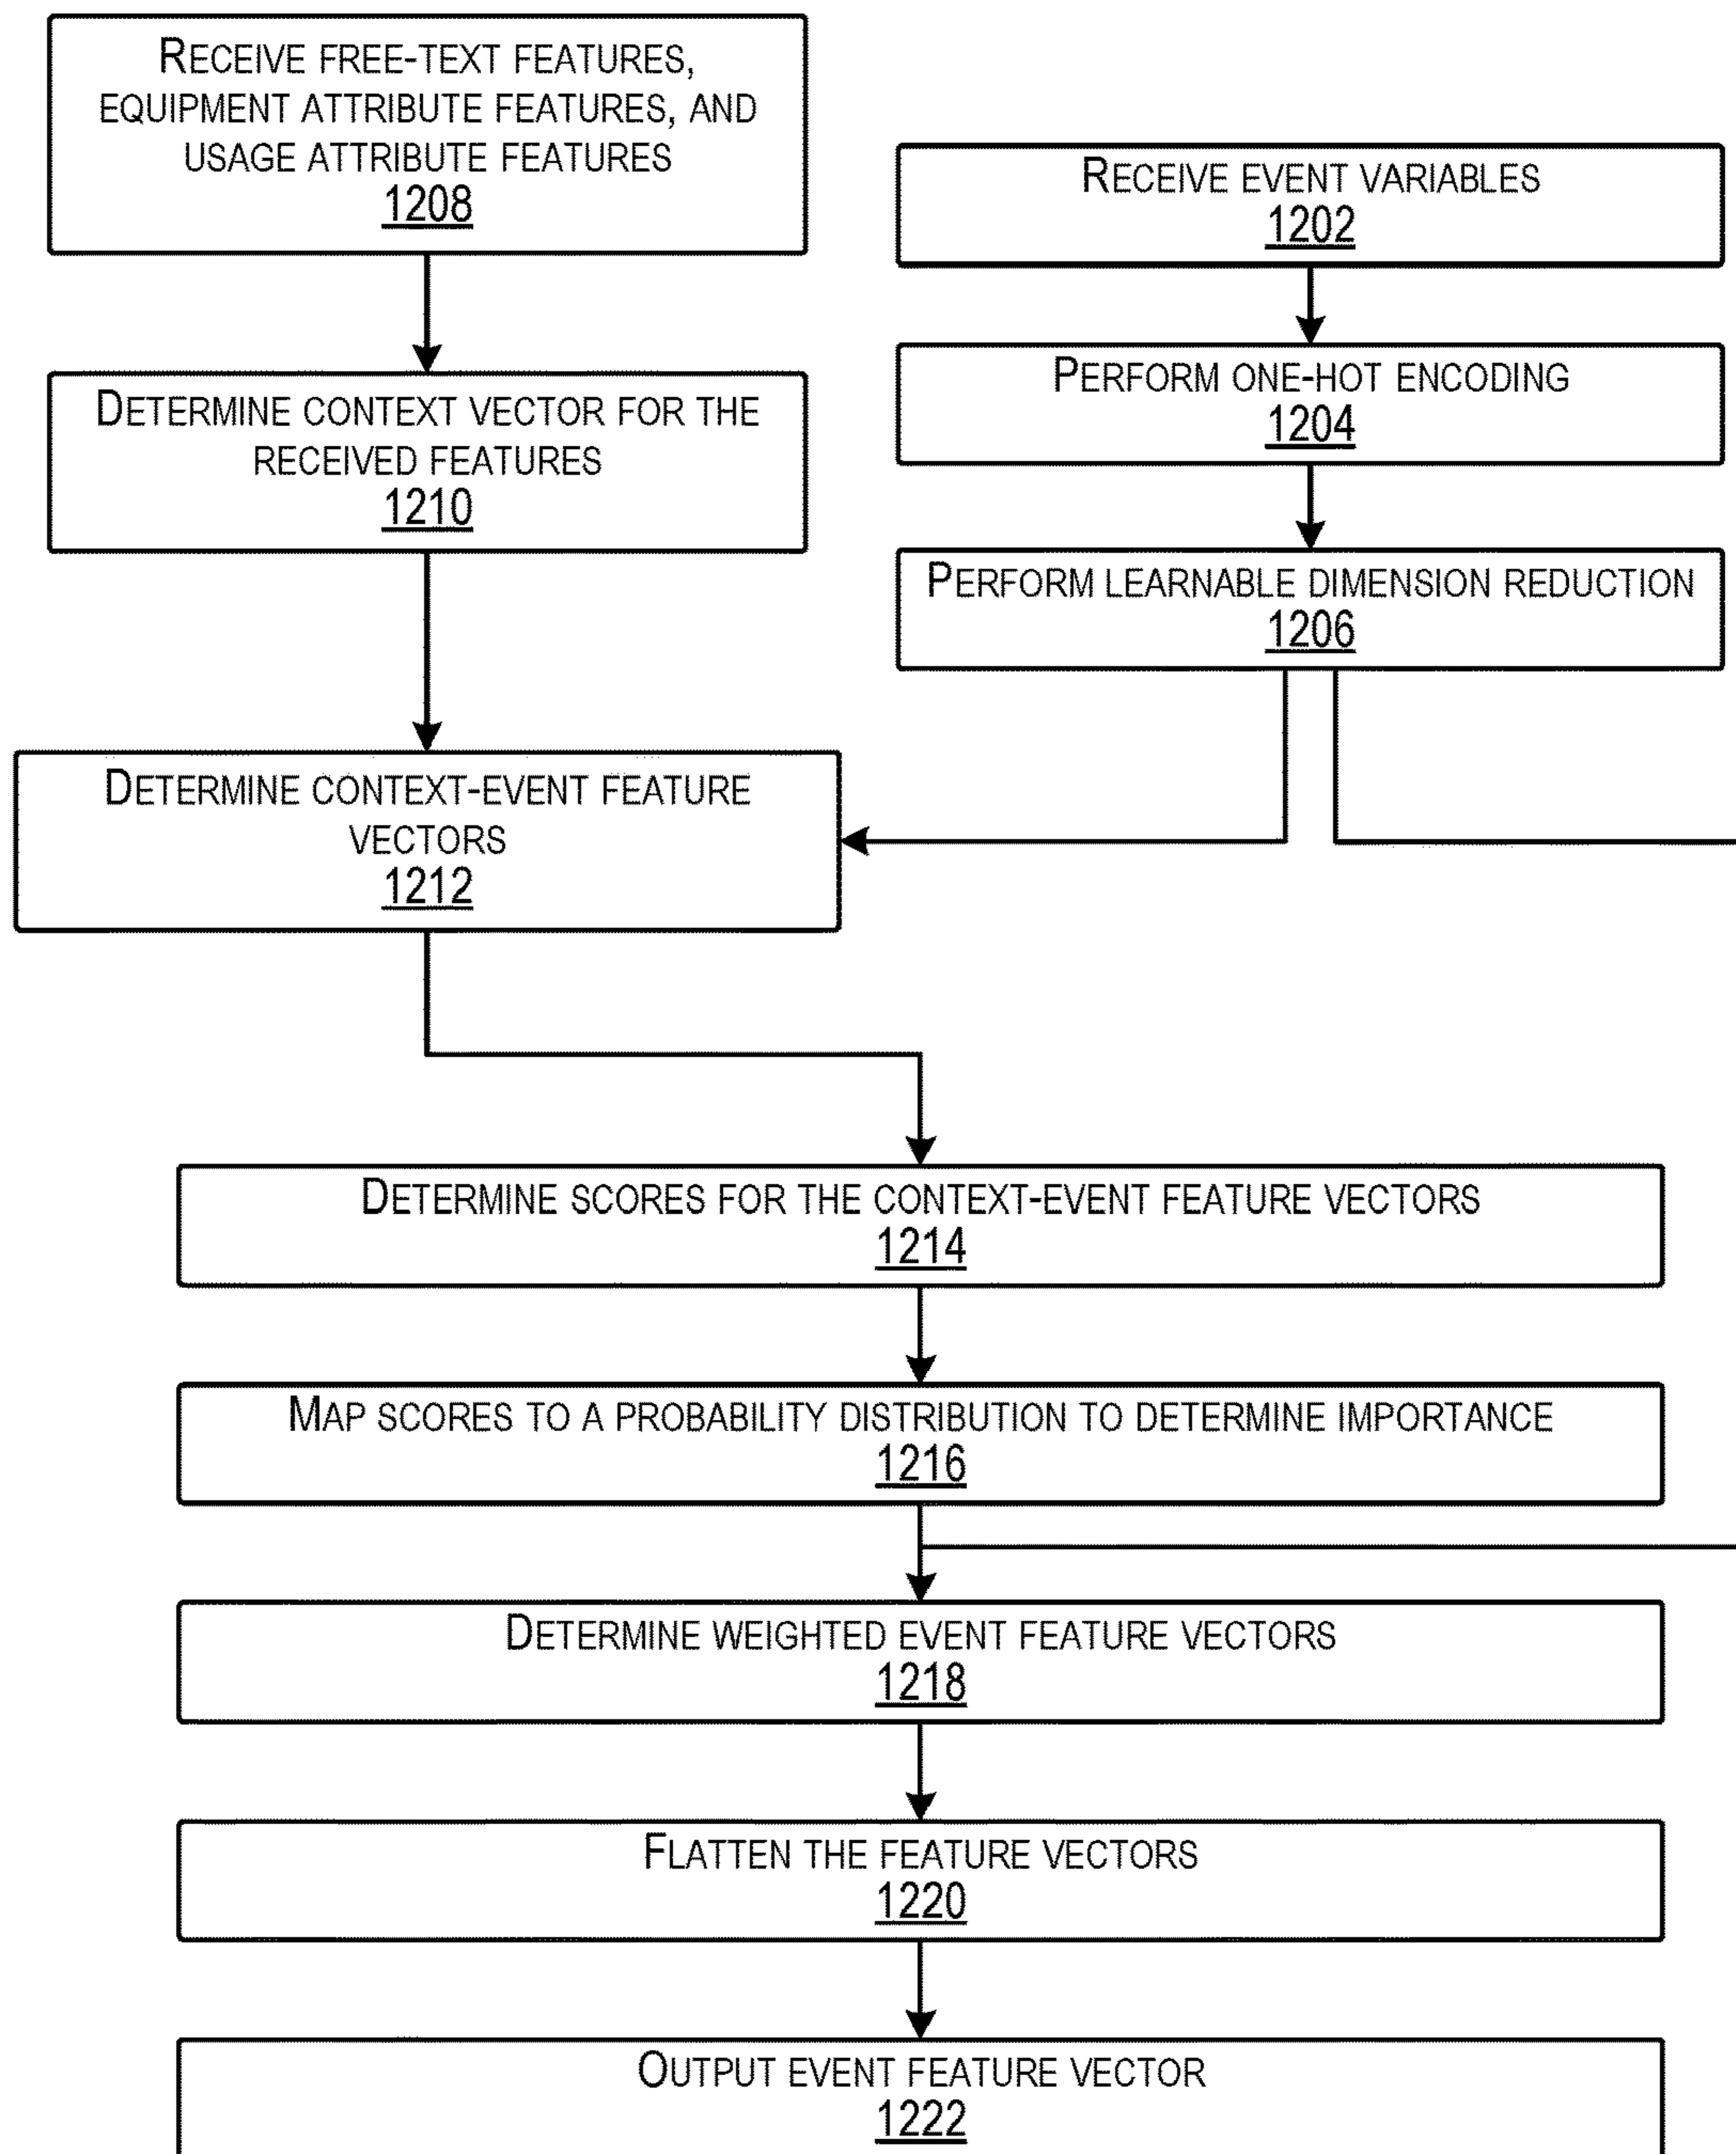 RECEIVE FREE-TEXT FEATURES,
EQUIPMENT ATTRIBUTE FEATURES, AND
USAGE ATTRIBUTE FEATURES
1208
RECEIVE EVENT VARIABLES
1202
PERFORM ONE-HOT ENCODING
1204
DETERMINE CONTEXT VECTOR FOR THE
RECEIVED FEATURES
1210
PERFORM LEARNABLE DIMENSION REDUCTION
1206
DETERMINE CONTEXT-EVENT FEATURE
VECTORS
1212
DETERMINE SCORES FOR THE CONTEXT-EVENT FEATURE VECTORS
1214
MAP SCORES TO A PROBABILITY DISTRIBUTION TO DETERMINE IMPORTANCE
1216
DETERMINE WEIGHTED EVENT FEATURE VECTORS
1218
FLATTEN THE FEATURE VECTORS
1220
OUTPUT EVENT FEATURE VECTOR
1222